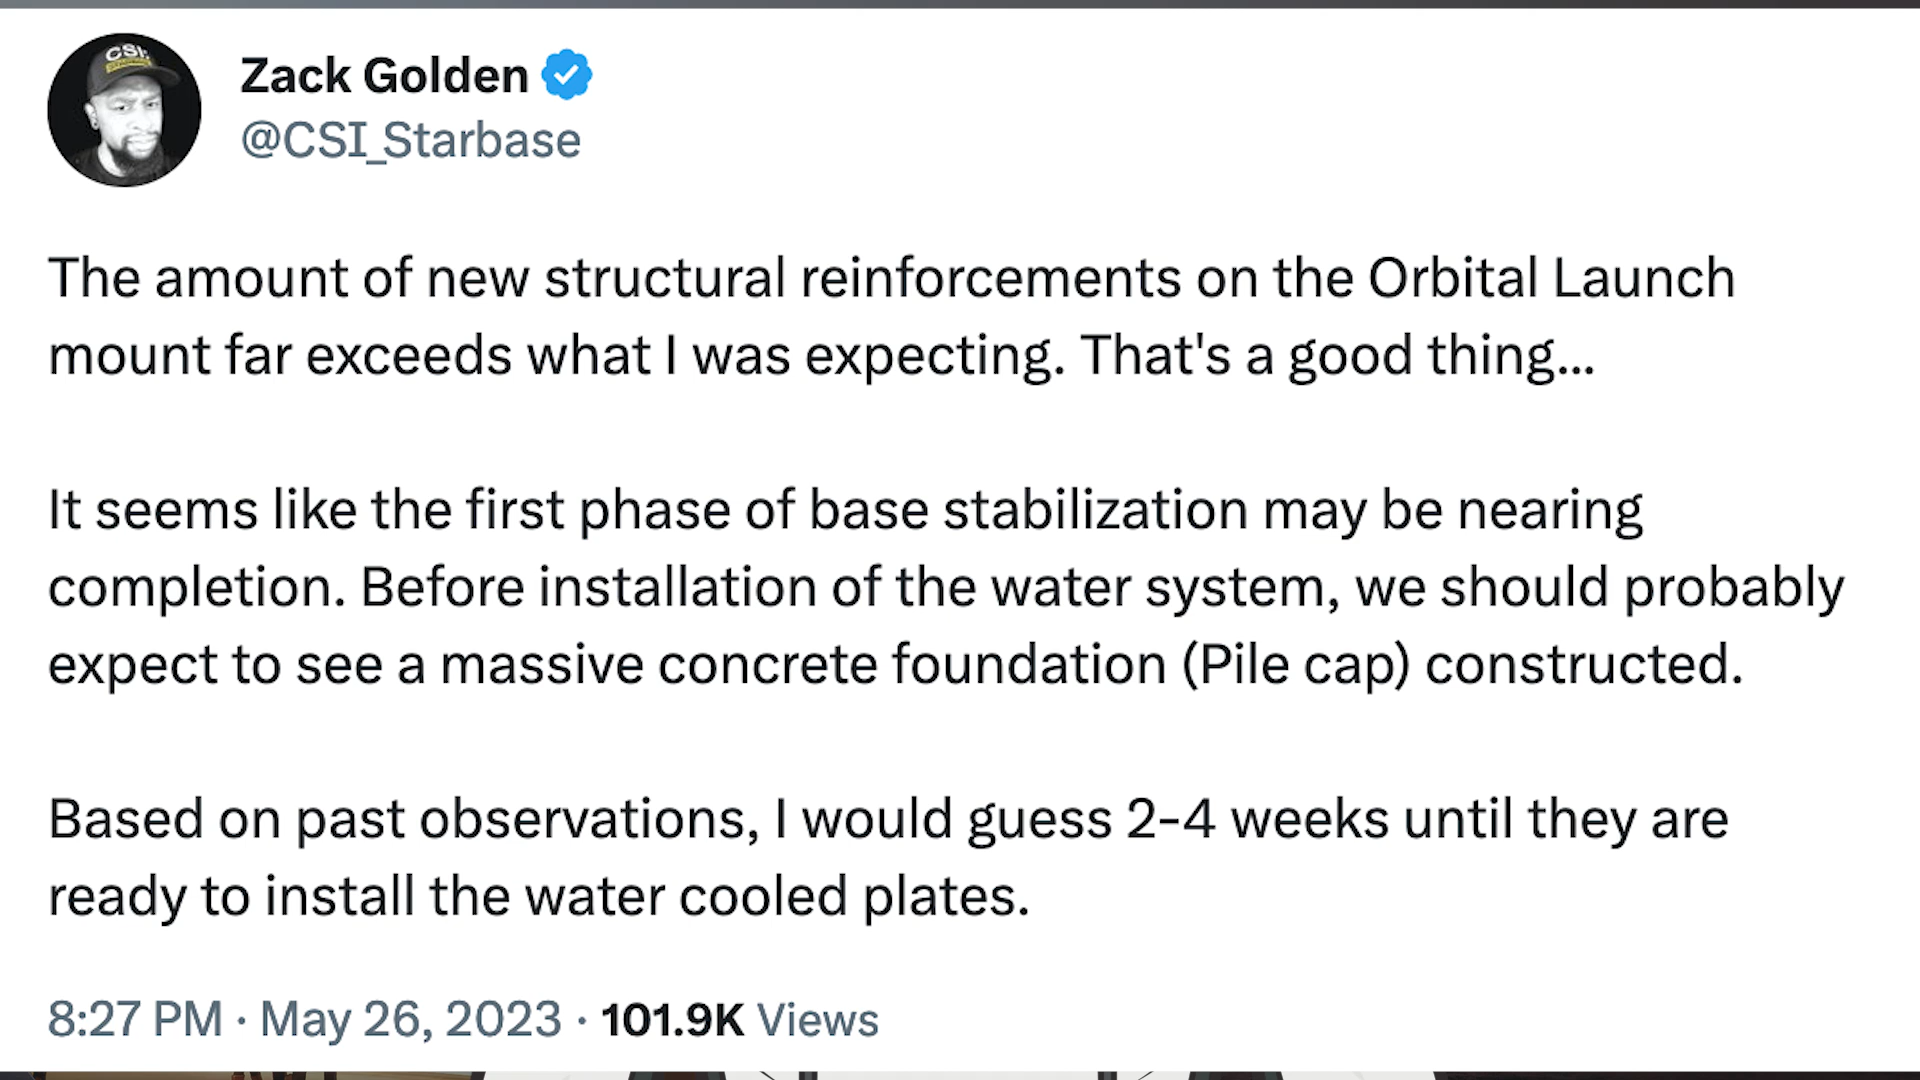 Zack Golden
@CSI_Starbase
The amount of new structural reinforcements on the Orbital Launch
mount far exceeds what I was expecting. That's a good thing...
It seems like the first phase of base stabilization may be nearing
completion. Before installation of the water system, we should probably
expect to see a massive concrete foundation (Pile cap) constructed.
Based on past observations, I would guess 2-4 weeks until they are
ready to install the water cooled plates.
8:27 PM · May 26, 2023 · 101.9K Views